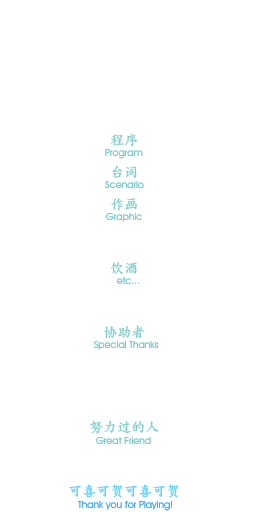 程序
Program
台词
Scenario
作画
Graphic
饮酒
etc...
协助者
Special Thanks
努力过的人
Great Friend
可喜可贺可喜可贺
Thank you for Playing!